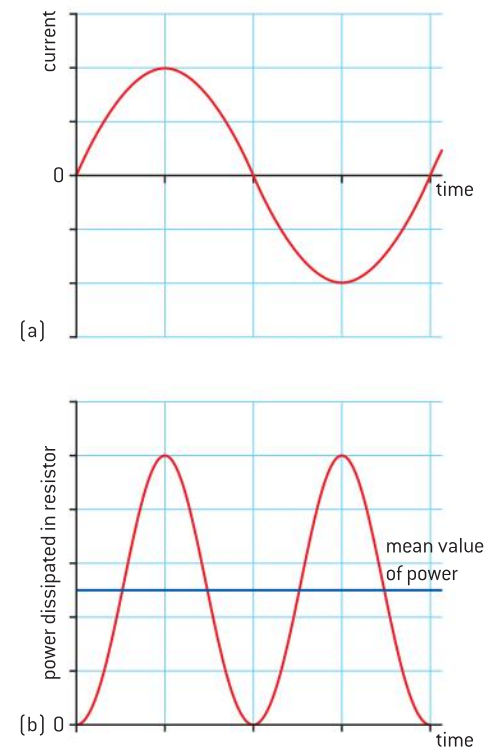 current
0
time
(a)
power dissipated in resistor
mean value
of power
(b)
0
time